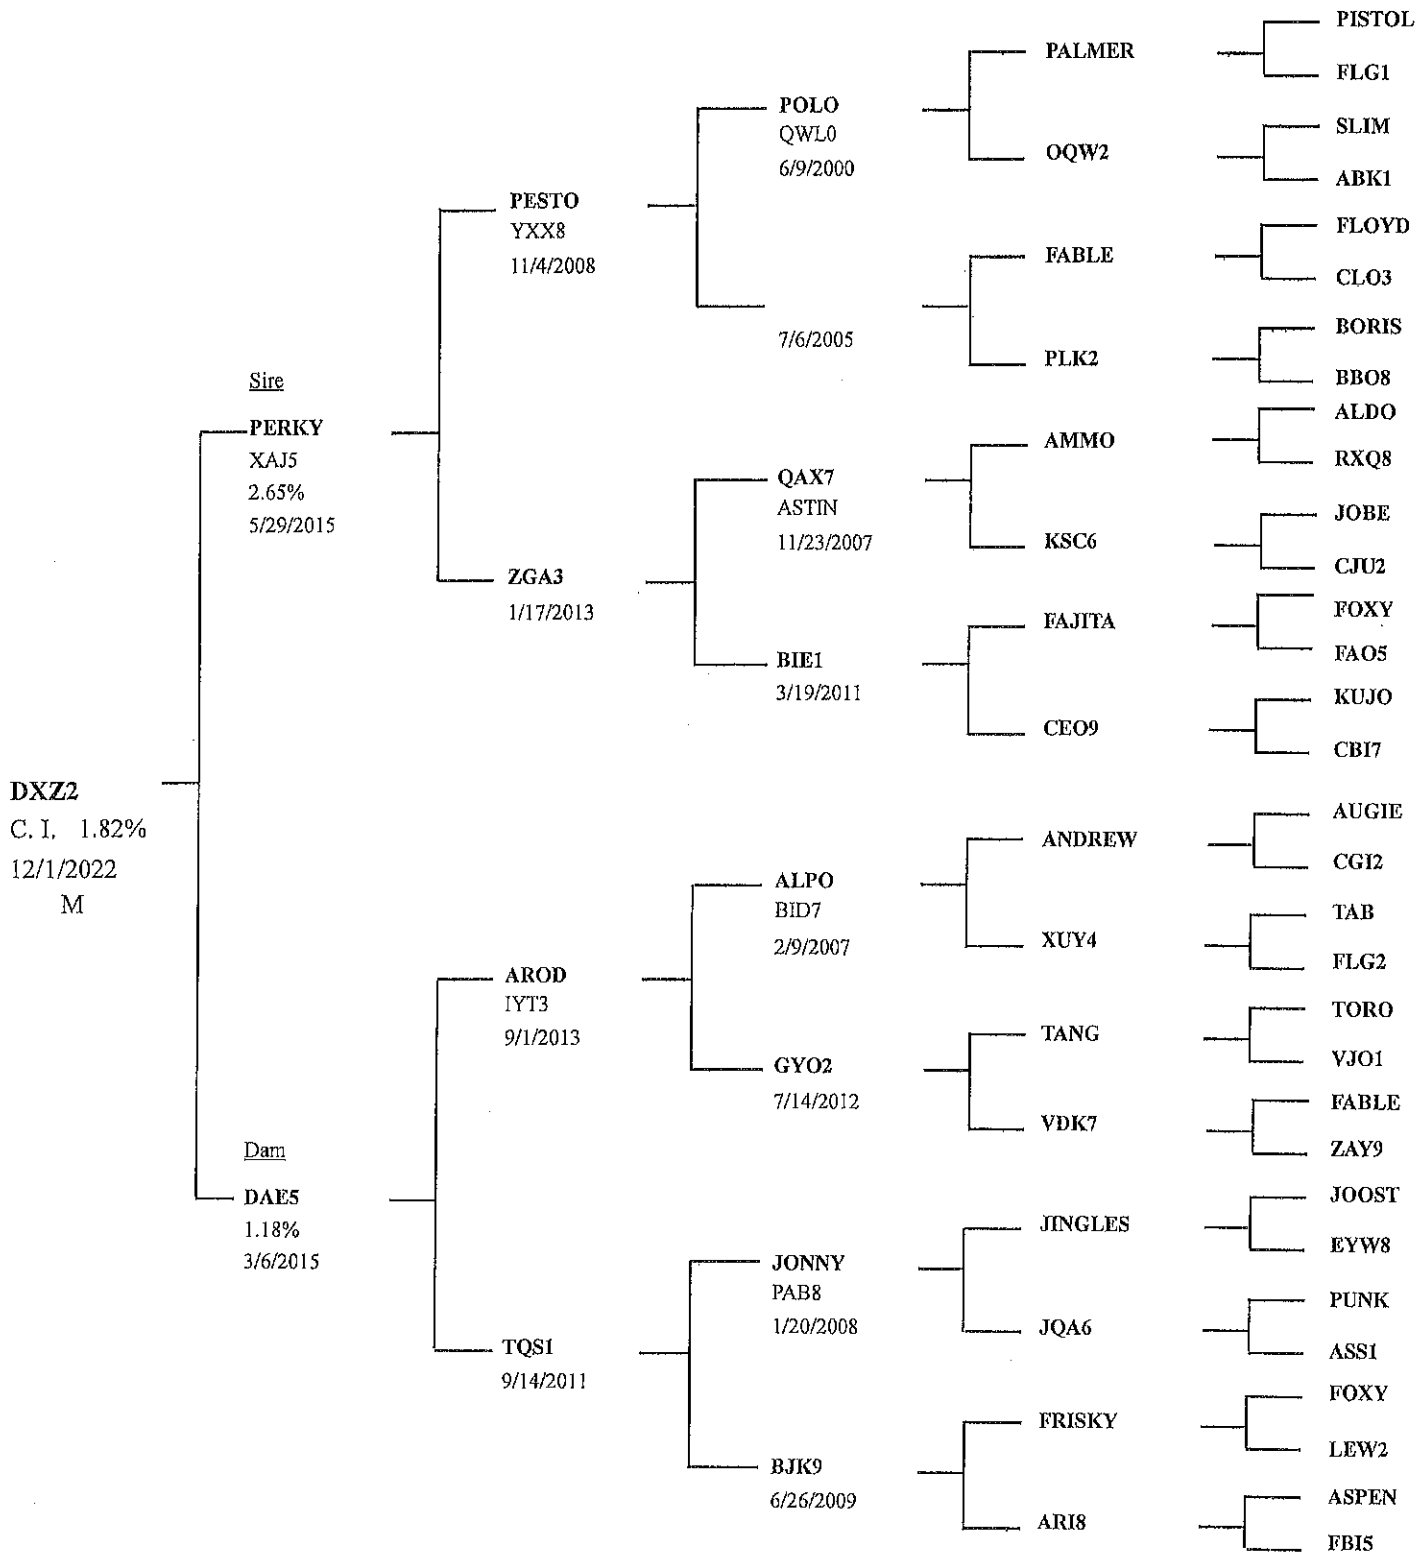 PISTOL
PALMER
FLG1
POLO
QWL0
6/9/2000
SLIM
OQW2
ABK1
PESTO
YXX8
11/4/2008
FLOYD
FABLE
CLO3
7/6/2005
BORIS
PLK2
BBO8
Sire
PERKY
XAJ5
2.65%
5/29/2015
ALDO
AMMO
RXQ8
QAX7
ASTIN
11/23/2007
JOBE
KSC6
CJU2
ZGA3
1/17/2013
FOXY
FAJITA
FAO5
BIE1
3/19/2011
KUJO
CEO9
CBI7
DXZ2
C. I. 1.82%
12/1/2022
M
AUGIE
ANDREW
CGI2
ALPO
BID7
2/9/2007
TAB
XUY4
FLG2
AROD
IYT3
9/1/2013
TORO
TANG
VJO1
GYO2
7/14/2012
FABLE
VDK7
ZAY9
Dam
DAE5
1.18%
3/6/2015
JOOST
JINGLES
EYW8
JONNY
PAB8
1/20/2008
PUNK
JQA6
ASS1
TQS1
9/14/2011
FOXY
FRISKY
LEW2
BJK9
6/26/2009
ASPEN
ARI8
FBI5